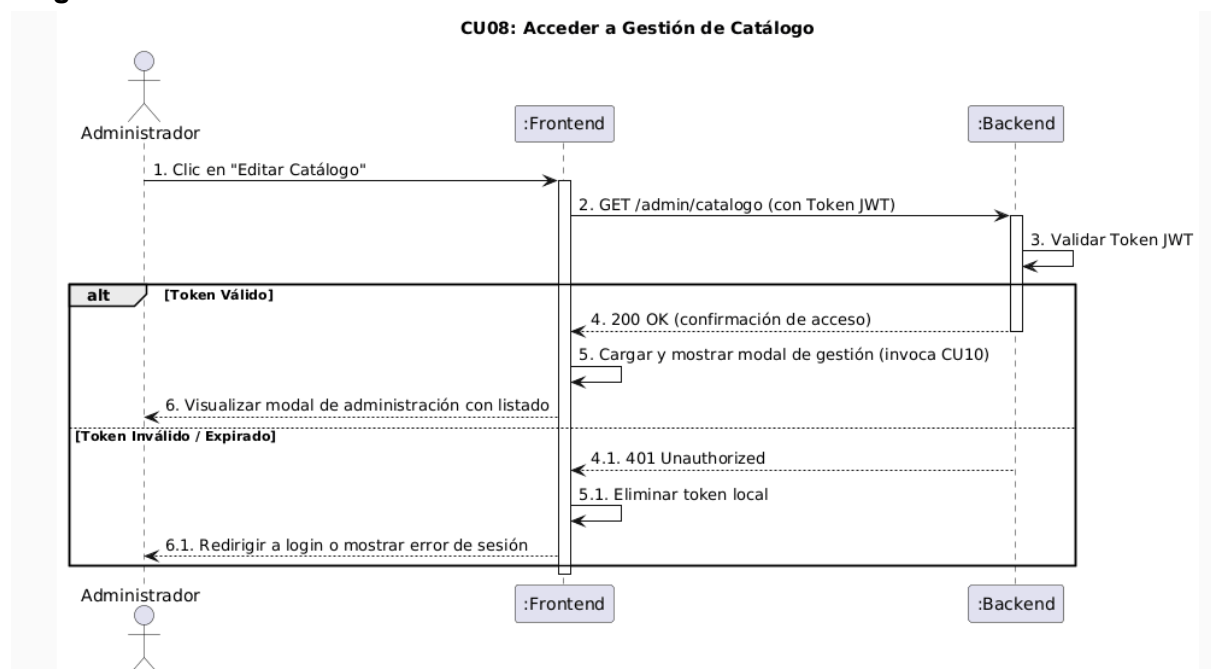 CU08: Acceder a Gestión de Catálogo
Administrador
:Frontend
:Backend
1. Clic en "Editar Catálogo"
2. GET /admin/catalogo (con Token JWT)
3. Validar Token JWT
alt
[Token Válido]
4. 200 OK (confirmación de acceso)
5. Cargar y mostrar modal de gestión (invoca CU10)
6. Visualizar modal de administración con listado
[Token Inválido / Expirado]
4.1. 401 Unauthorized
5.1. Eliminar token local
6.1. Redirigir a login o mostrar error de sesión
Administrador
:Frontend
:Backend